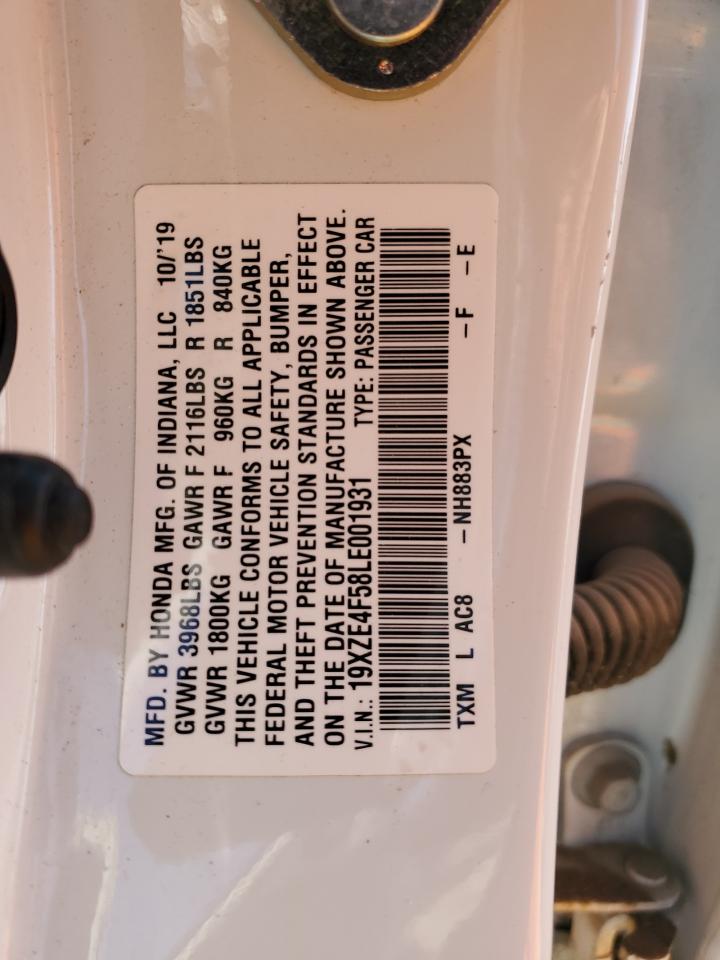 MFD. BY HONDA MFG. OF INDIANA, LLC 10/'19
GVWR 3968LBS GAWR F 2116LBS R 1851LBS
GVWR 1800KG GAWR F 960KG R 840KG
THIS VEHICLE CONFORMS TO ALL APPLICABLE
FEDERAL MOTOR VEHICLE SAFETY, BUMPER,
AND THEFT PREVENTION STANDARDS IN EFFECT
ON THE DATE OF MANUFACTURE SHOWN ABOVE.
V.I.N.: 19XZE4F58LE001931 TYPE: PASSENGER CAR
TXM L AC8 -NH883PX -F -E